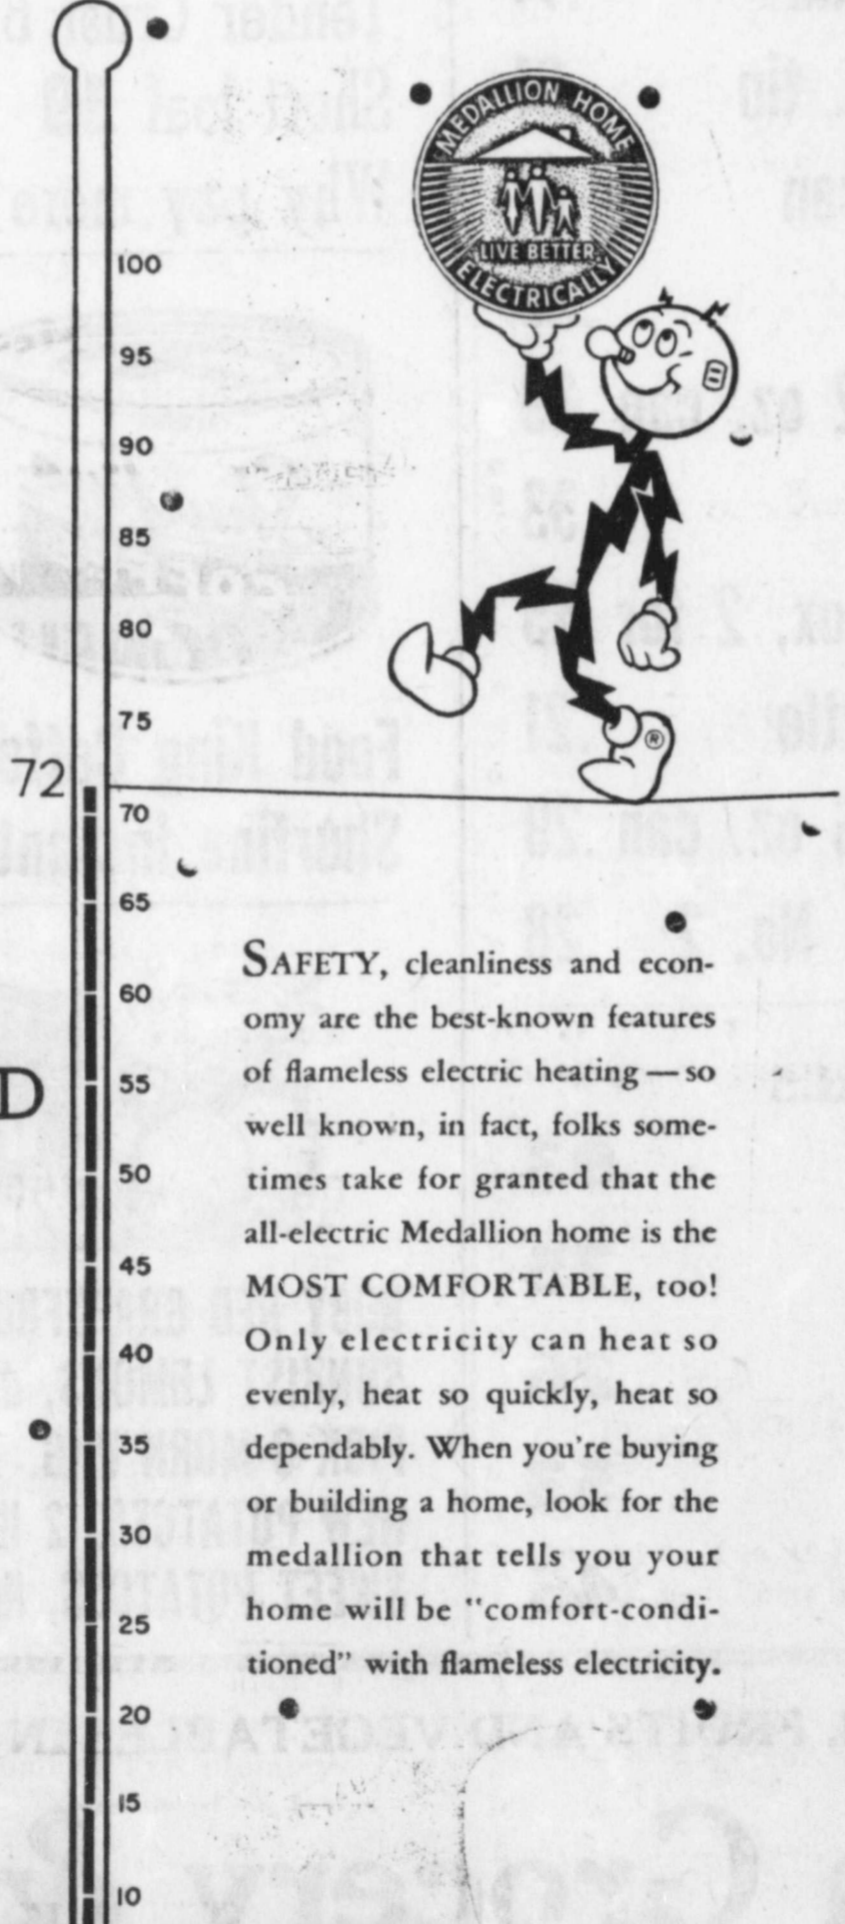 MEDALLION HOME
LIVE BETTER
ELECTRICALLY
100
95
90
85
80
75
72
70
65
60
55
50
45
40
35
30
25
20
15
10
®
D
SAFETY, cleanliness and econ-
omy are the best-known features
of flameless electric heating — so
well known, in fact, folks some-
times take for granted that the
all-electric Medallion home is the
MOST COMFORTABLE, too!
Only electricity can heat so
evenly, heat so quickly, heat so
dependably. When you're buying
or building a home, look for the
medallion that tells you your
home will be "comfort-condi-
tioned" with flameless electricity.